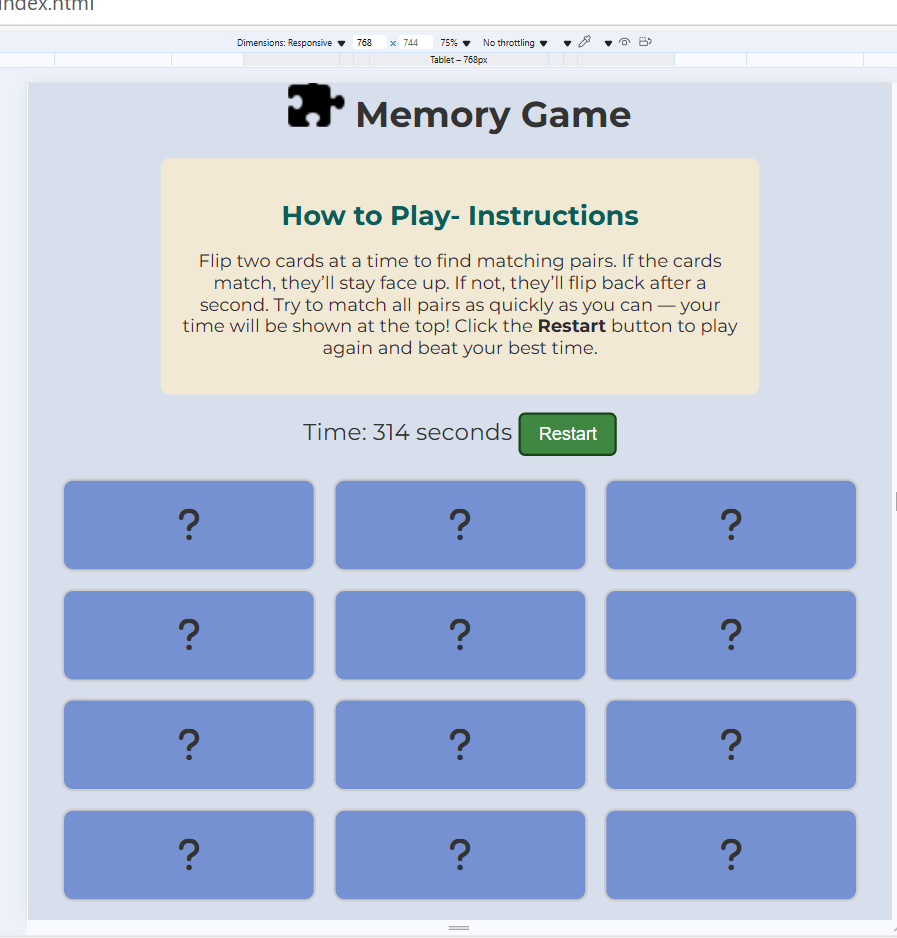 index.html
Dimensions: Responsive 768 x 744 75% No throttling
Tablet – 768px
Memory Game
How to Play- Instructions
Flip two cards at a time to find matching pairs. If the cards
match, they’ll stay face up. If not, they’ll flip back after a
second. Try to match all pairs as quickly as you can — your
time will be shown at the top! Click the Restart button to play
again and beat your best time.
Time: 314 seconds Restart
? ? ?
? ? ?
? ? ?
? ? ?